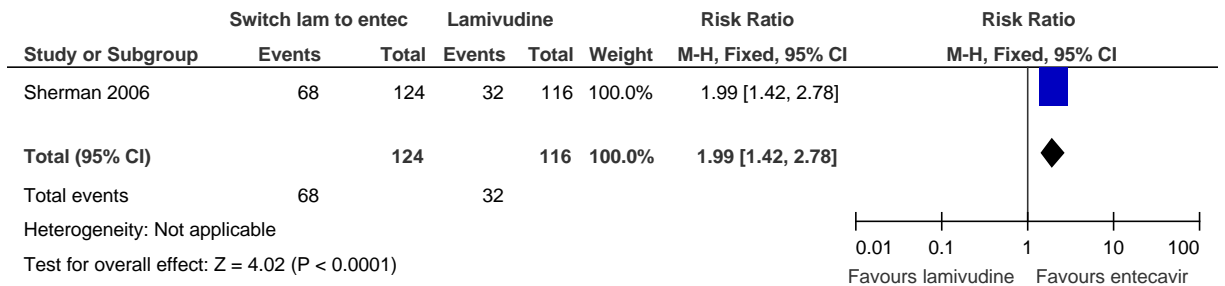 Switch lam to entec Lamivudine Risk Ratio Risk Ratio
Study or Subgroup Events Total Events Total Weight M-H, Fixed, 95% CI M-H, Fixed, 95% CI
Sherman 2006 68 124 32 116 100.0% 1.99 [1.42, 2.78]
Total (95% CI) 124 116 100.0% 1.99 [1.42, 2.78]
Total events 68 32
Heterogeneity: Not applicable
Test for overall effect: Z = 4.02 (P < 0.0001)
0.01 0.1 1 10 100
Favours lamivudine Favours entecavir